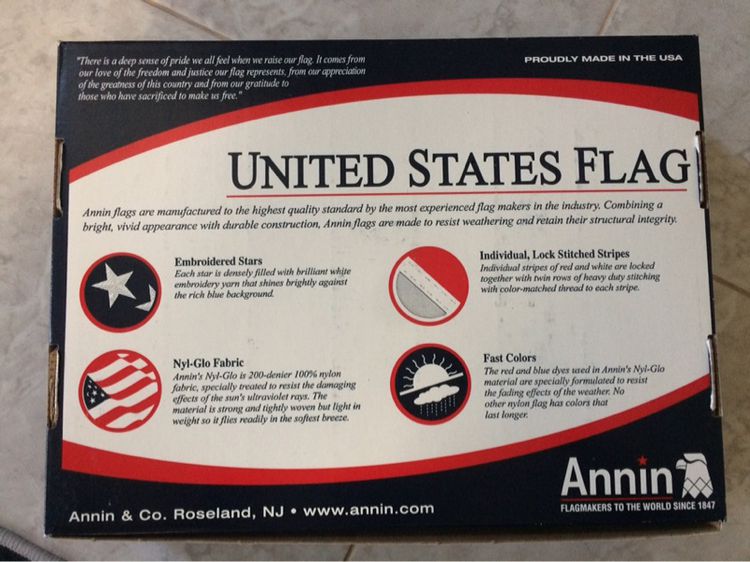 "There is a deep sense of pride we all feel when we raise our flag. It comes from
our love of the freedom and justice our flag represents, from our appreciation
of the greatness of this country and from our gratitude to
those who have sacrificed to make us free."
PROUDLY MADE IN THE USA
UNITED STATES FLAG
Annin flags are manufactured to the highest quality standard by the most experienced flag makers in the industry. Combining a
bright, vivid appearance with durable construction, Annin flags are made to resist weathering and retain their structural integrity.
Embroidered Stars
Each star is densely filled with brilliant white
embroidery yarn that shines brightly against
the rich blue background.
Individual, Lock Stitched Stripes
Individual stripes of red and white are locked
together with twin rows of heavy duty stitching
with color-matched thread to each stripe.
Nyl-Glo Fabric
Annin's Nyl-Glo is 200-denier 100% nylon
fabric, specially treated to resist the damaging
effects of the sun's ultraviolet rays. The
material is strong and tightly woven but light in
weight so it flies readily in the softest breeze.
Fast Colors
The red and blue dyes used in Annin's Nyl-Glo
material are specially formulated to resist
the fading effects of the weather. No
other nylon flag has colors that
last longer.
Annin
FLAGMAKERS TO THE WORLD SINCE 1847
Annin & Co. Roseland, NJ • www.annin.com